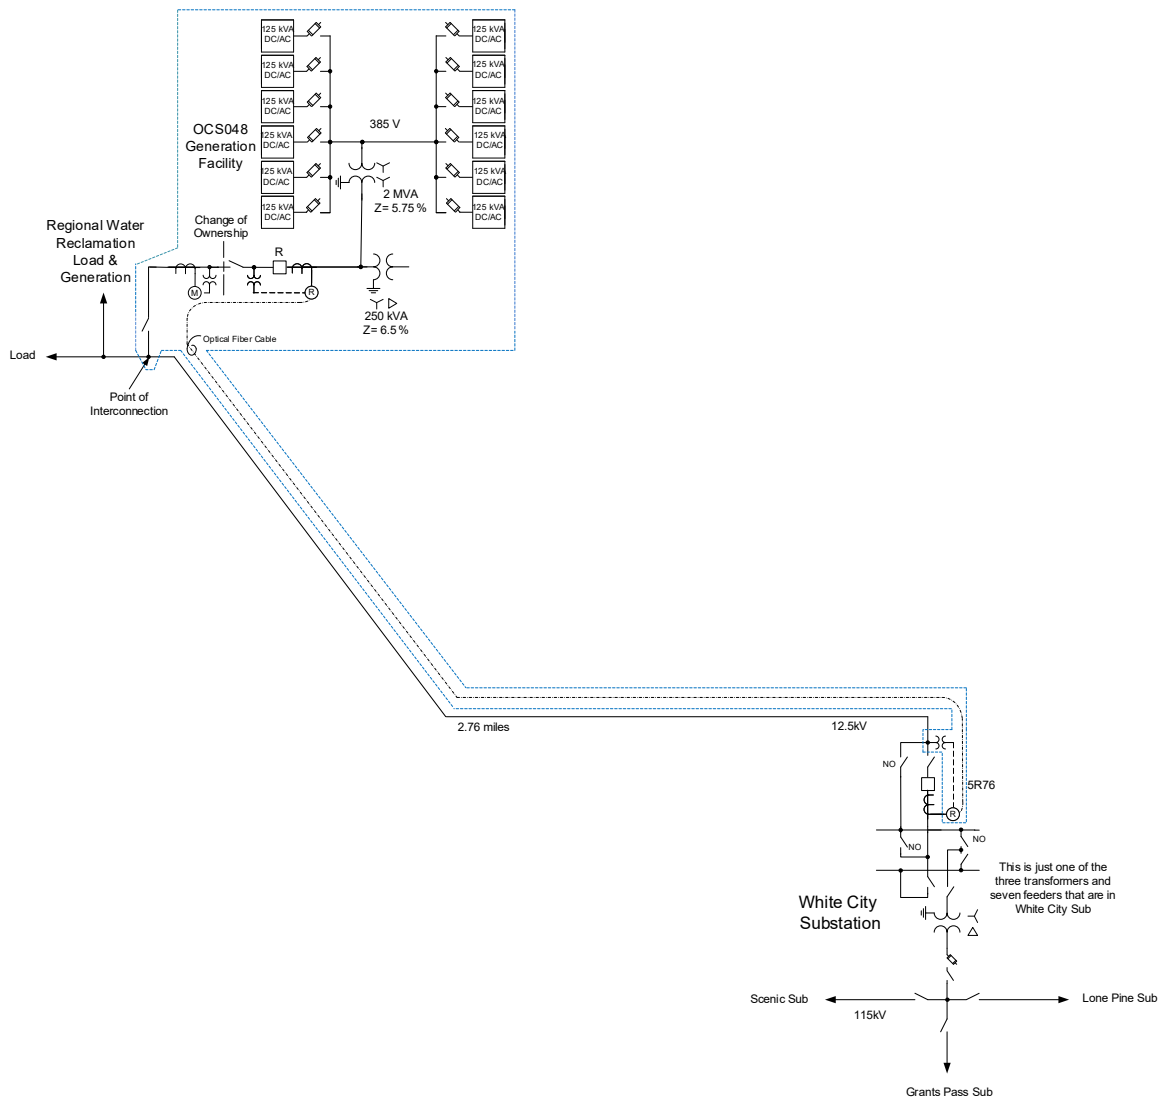 125 kVA
DC/AC
125 kVA
DC/AC
125 kVA
DC/AC
125 kVA
DC/AC
125 kVA
DC/AC
125 kVA
DC/AC
125 kVA
DC/AC
125 kVA
DC/AC
125 kVA
DC/AC
125 kVA
DC/AC
125 kVA
DC/AC
125 kVA
DC/AC
385 V
OCS048
Generation
Facility
2 MVA
Z= 5.75 %
Change of
Ownership
Regional Water
Reclamation
Load &
Generation
R
M
R
250 kVA
Z= 6.5 %
Optical Fiber Cable
Load
Point of
Interconnection
2.76 miles
12.5kV
NO
5R76
R
NO
NO
This is just one of the
three transformers and
seven feeders that are in
White City Sub
White City
Substation
Scenic Sub
Lone Pine Sub
115kV
Grants Pass Sub